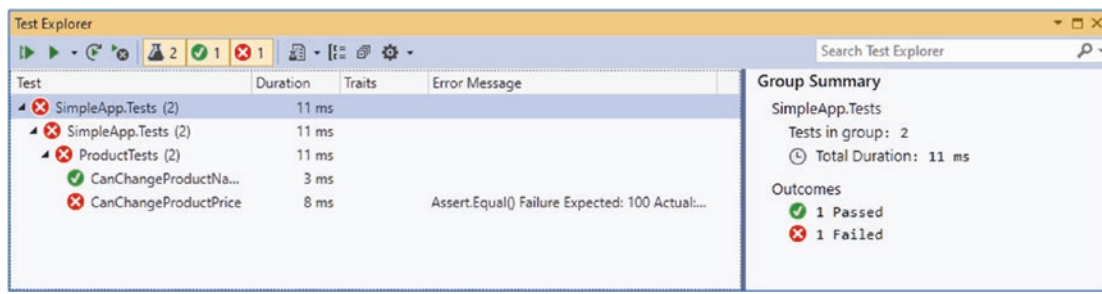 Test Explorer
2 1 1 Search Test Explorer
Test Duration Traits Error Message
SimpleApp.Tests (2) 11 ms
SimpleApp.Tests (2) 11 ms
ProductTests (2) 11 ms
CanChangeProductNa... 3 ms
CanChangeProductPrice 8 ms Assert.Equal() Failure Expected: 100 Actual:...
Group Summary
SimpleApp.Tests
Tests in group: 2
Total Duration: 11 ms
Outcomes
1 Passed
1 Failed